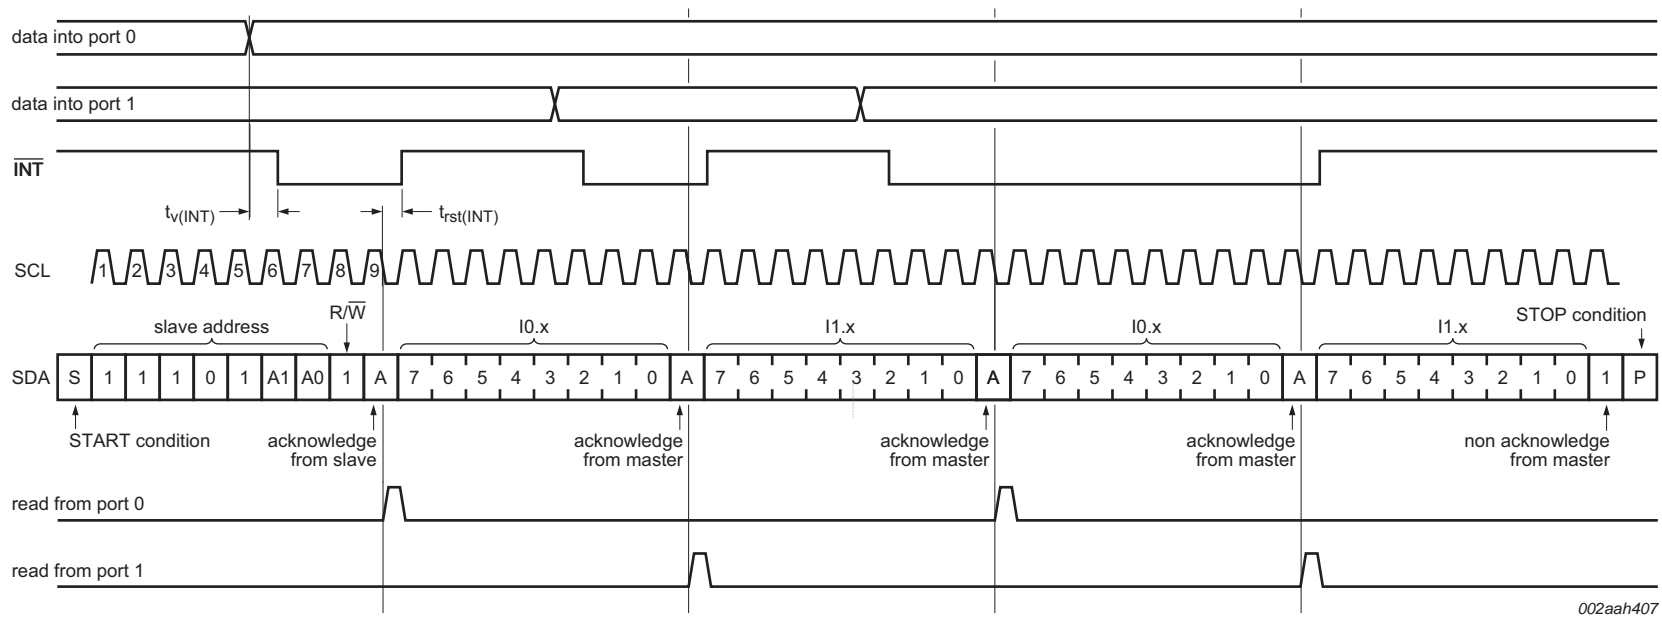 data into port 0
data into port 1
INT
tv(INT)
trst(INT)
SCL
1 2 3 4 5 6 7 8 9
R/W
slave address
I0.x
I1.x
I0.x
I1.x
STOP condition
SDA S 1 1 1 0 1 A1 A0 1 A 7 6 5 4 3 2 1 0 A 7 6 5 4 3 2 1 0 A 7 6 5 4 3 2 1 0 A 7 6 5 4 3 2 1 0 1 P
START condition
acknowledge
from slave
acknowledge
from master
acknowledge
from master
acknowledge
from master
non acknowledge
from master
read from port 0
read from port 1
002aah407